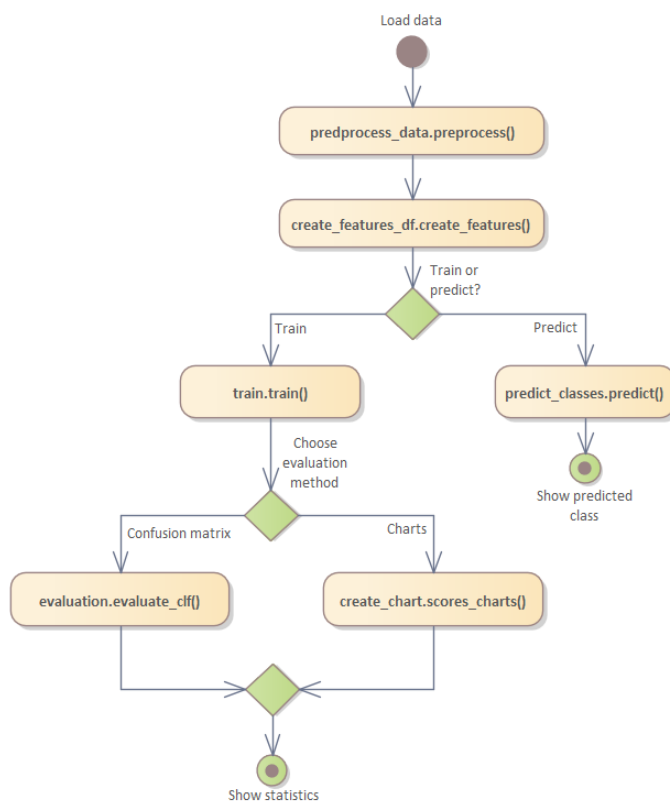 Load data
predprocess_data.preprocess()
create_features_df.create_features()
Train or
predict?
Train
Predict
train.train()
predict_classes.predict()
Choose
evaluation
method
Show predicted
class
Confusion matrix
Charts
evaluation.evaluate_clf()
create_chart.scores_charts()
Show statistics